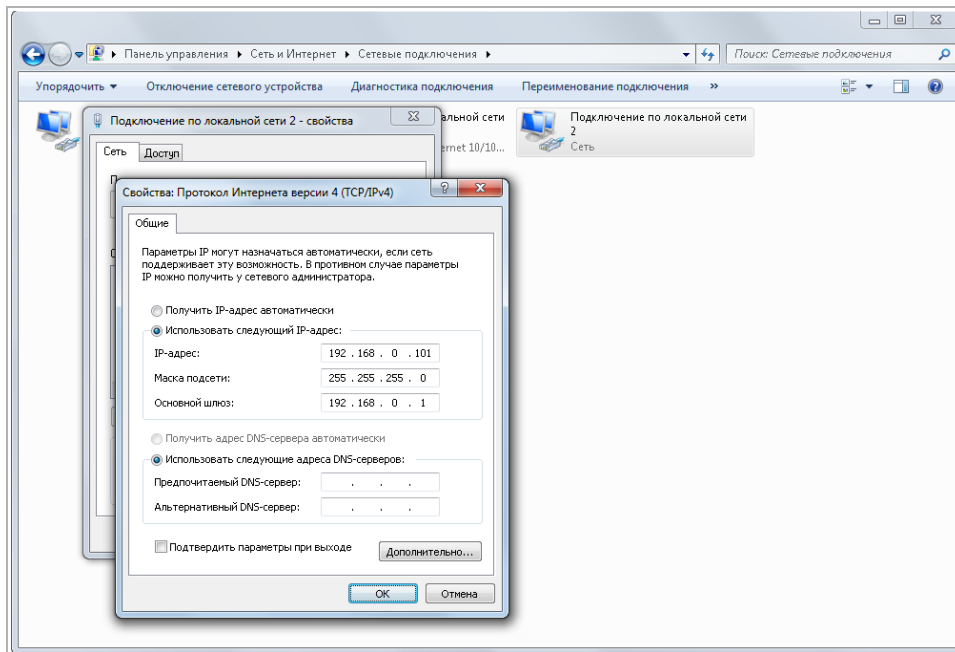 Панель управления ▸ Сеть и Интернет ▸ Сетевые подключения ▸
Поиск: Сетевые подключения
Упорядочить ▼ Отключение сетевого устройства Диагностика подключения Переименование подключения »
Подключение по локальной сети 2 - свойства
альной сети
Подключение по локальной сети
2
ernet 10/10...
Сеть
Сеть Доступ
Свойства: Протокол Интернета версии 4 (TCP/IPv4)
Общие
Параметры IP могут назначаться автоматически, если сеть
поддерживает эту возможность. В противном случае параметры
IP можно получить у сетевого администратора.
Получить IP-адрес автоматически
Использовать следующий IP-адрес:
IP-адрес: 192 . 168 . 0 . 101
Маска подсети: 255 . 255 . 255 . 0
Основной шлюз: 192 . 168 . 0 . 1
Получить адрес DNS-сервера автоматически
Использовать следующие адреса DNS-серверов:
Предпочитаемый DNS-сервер: . . .
Альтернативный DNS-сервер: . . .
Подтвердить параметры при выходе
Дополнительно...
OK Отмена